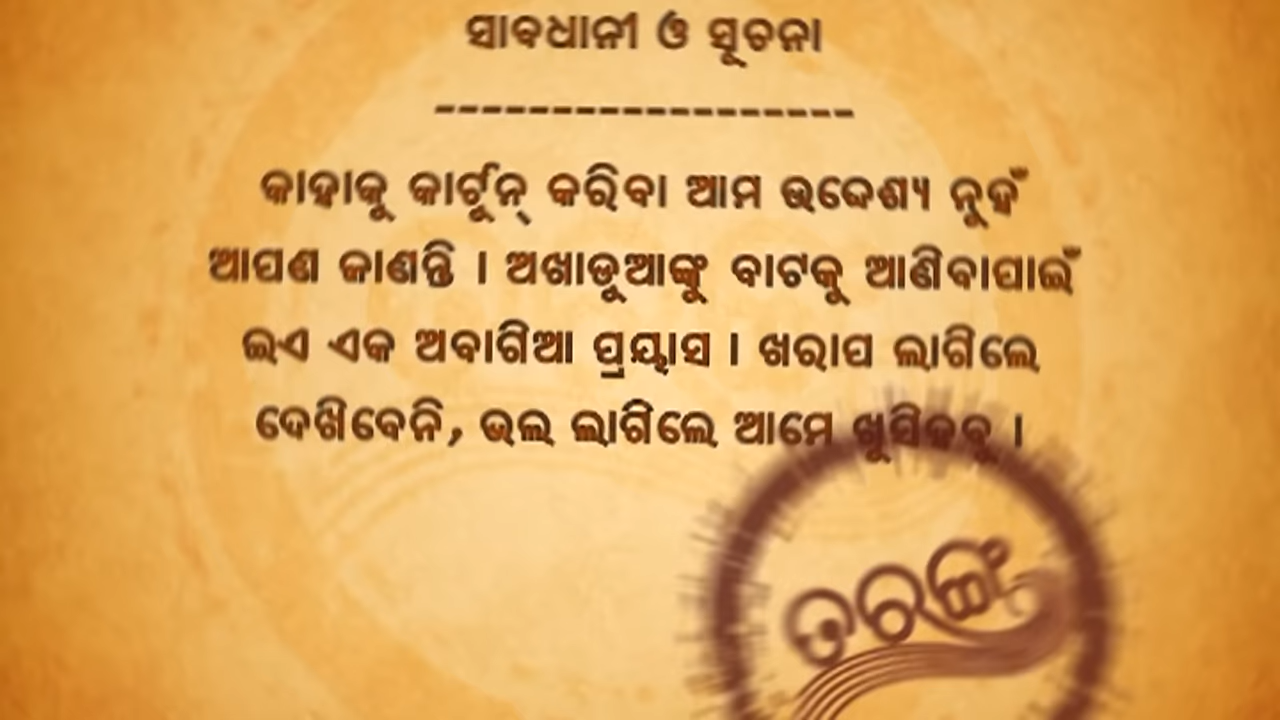 ସାବଧାନୀ ଓ ସୂଚନା
------------------
କାହାକୁ କାର୍ଟୁନ୍ କରିବା ଆମ ଉଦ୍ଦେଶ୍ୟ ନୁହଁ
ଆପଣ ଜାଣନ୍ତି । ଅଖାଡୁଆଙ୍କୁ ବାଟକୁ ଆଣିବାପାଇଁ
ଇଏ ଏକ ଅବାଗିଆ ପ୍ରୟାସ । ଖରାପ ଲାଗିଲେ
ଦେଖିବେନି, ଭଲ ଲାଗିଲେ ଆମେ ଖୁସିହବୁ ।
ତରଙ୍ଗ